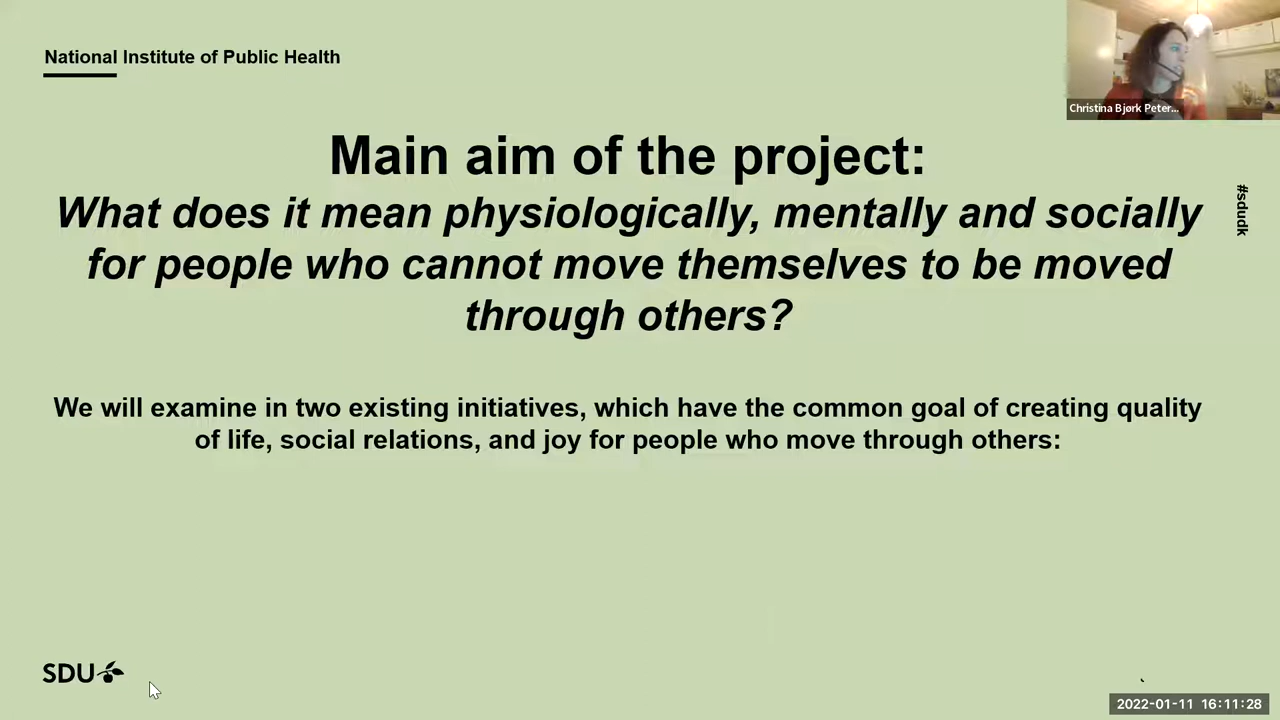 National Institute of Public Health
Christina Bjørk Peter...
Main aim of the project:
What does it mean physiologically, mentally and socially
for people who cannot move themselves to be moved
through others?
#sdudk
We will examine in two existing initiatives, which have the common goal of creating quality
of life, social relations, and joy for people who move through others:
SDU
2022-01-11 16:11:28